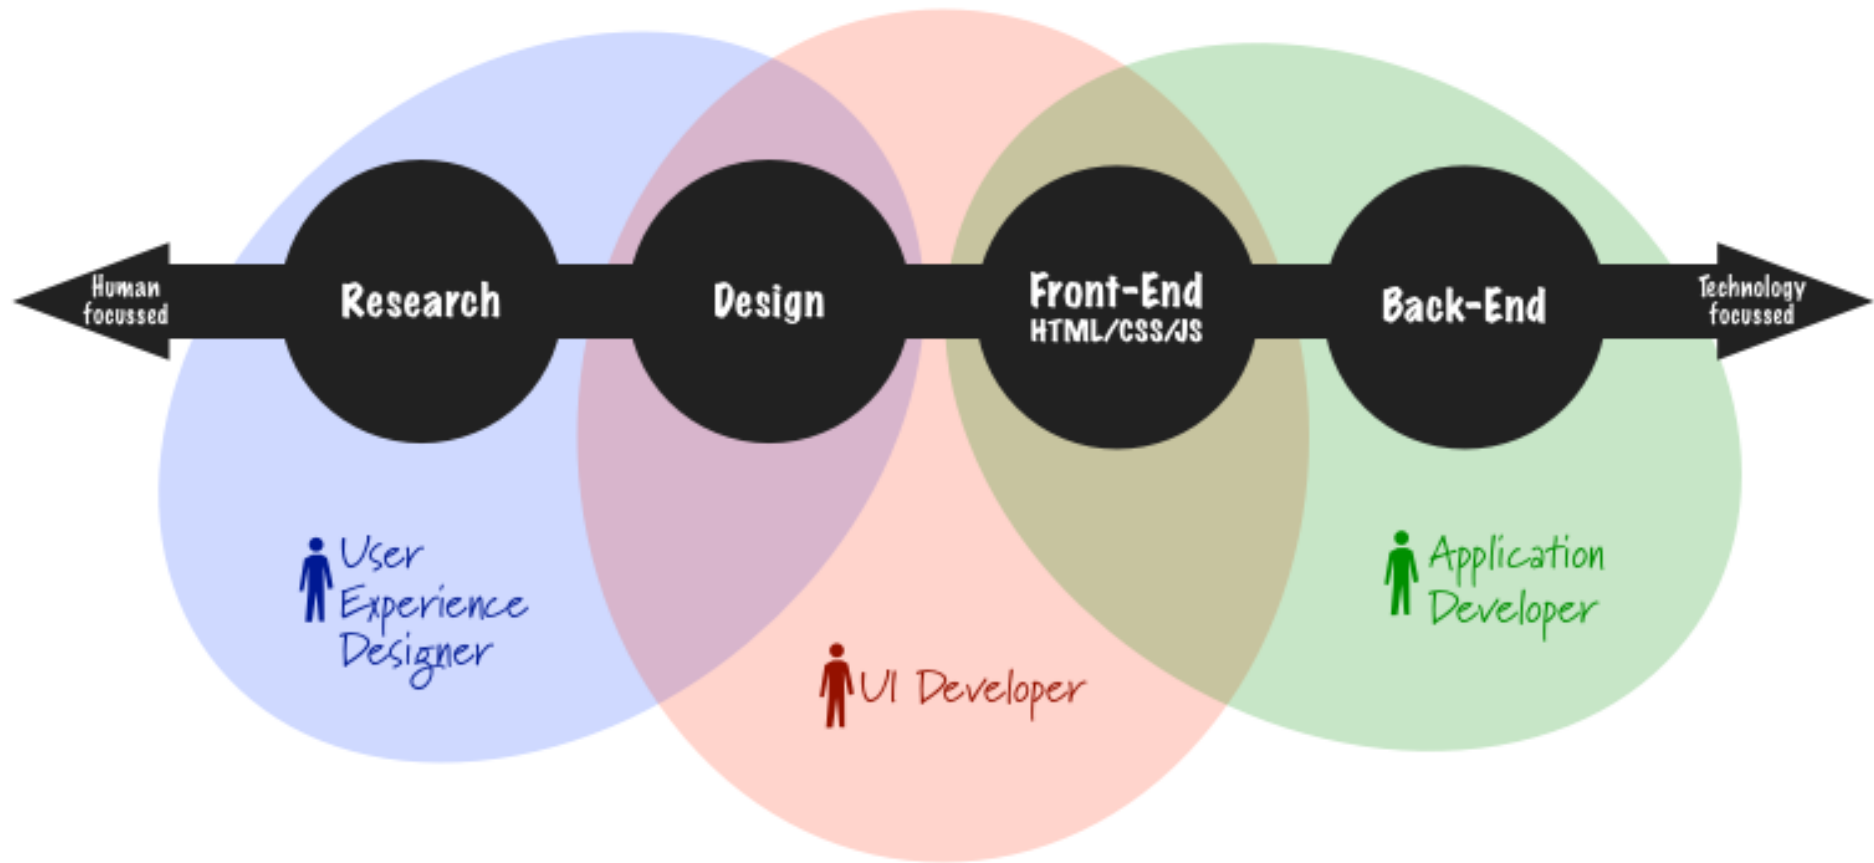 Human
focussed
Research
Design
Front-End
HTML/CSS/JS
Back-End
Technology
focussed
User
Experience
Designer
UI Developer
Application
Developer